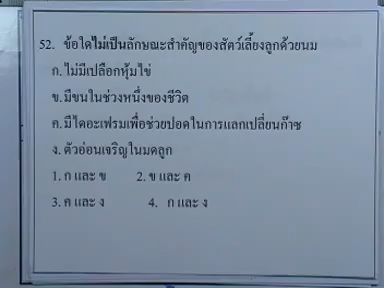 52. ข้อใดไม่เป็นลักษณะสำคัญของสัตว์เลี้ยงลูกด้วยนม
ก. ไม่มีเปลือกหุ้มไข่
ข. มีขนในช่วงหนึ่งของชีวิต
ค. มีไดอะเฟรมเพื่อช่วยปอดในการแลกเปลี่ยนก๊าซ
ง. ตัวอ่อนเจริญในมดลูก
1. ก และ ข 2. ข และ ค
3. ค และ ง 4. ก และ ง